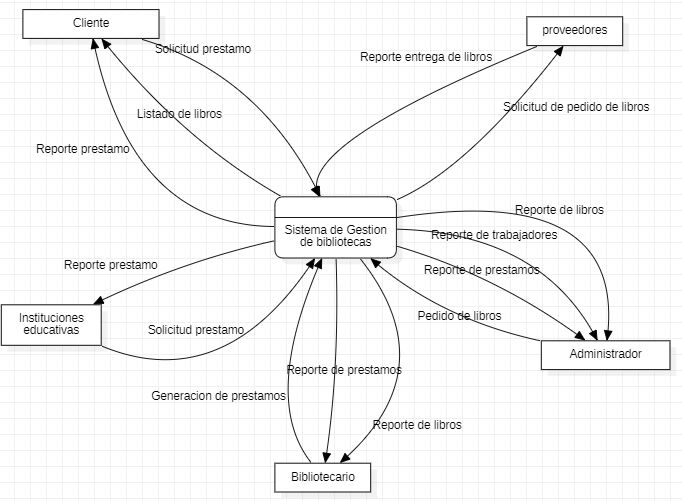 Cliente
proveedores
Solicitud prestamo
Reporte entrega de libros
Listado de libros
Solicitud de pedido de libros
Reporte prestamo
Sistema de Gestion
de bibliotecas
Reporte de libros
Reporte de trabajadores
Reporte prestamo
Reporte de prestamos
Instituciones
educativas
Solicitud prestamo
Pedido de libros
Administrador
Reporte de prestamos
Generacion de prestamos
Reporte de libros
Bibliotecario